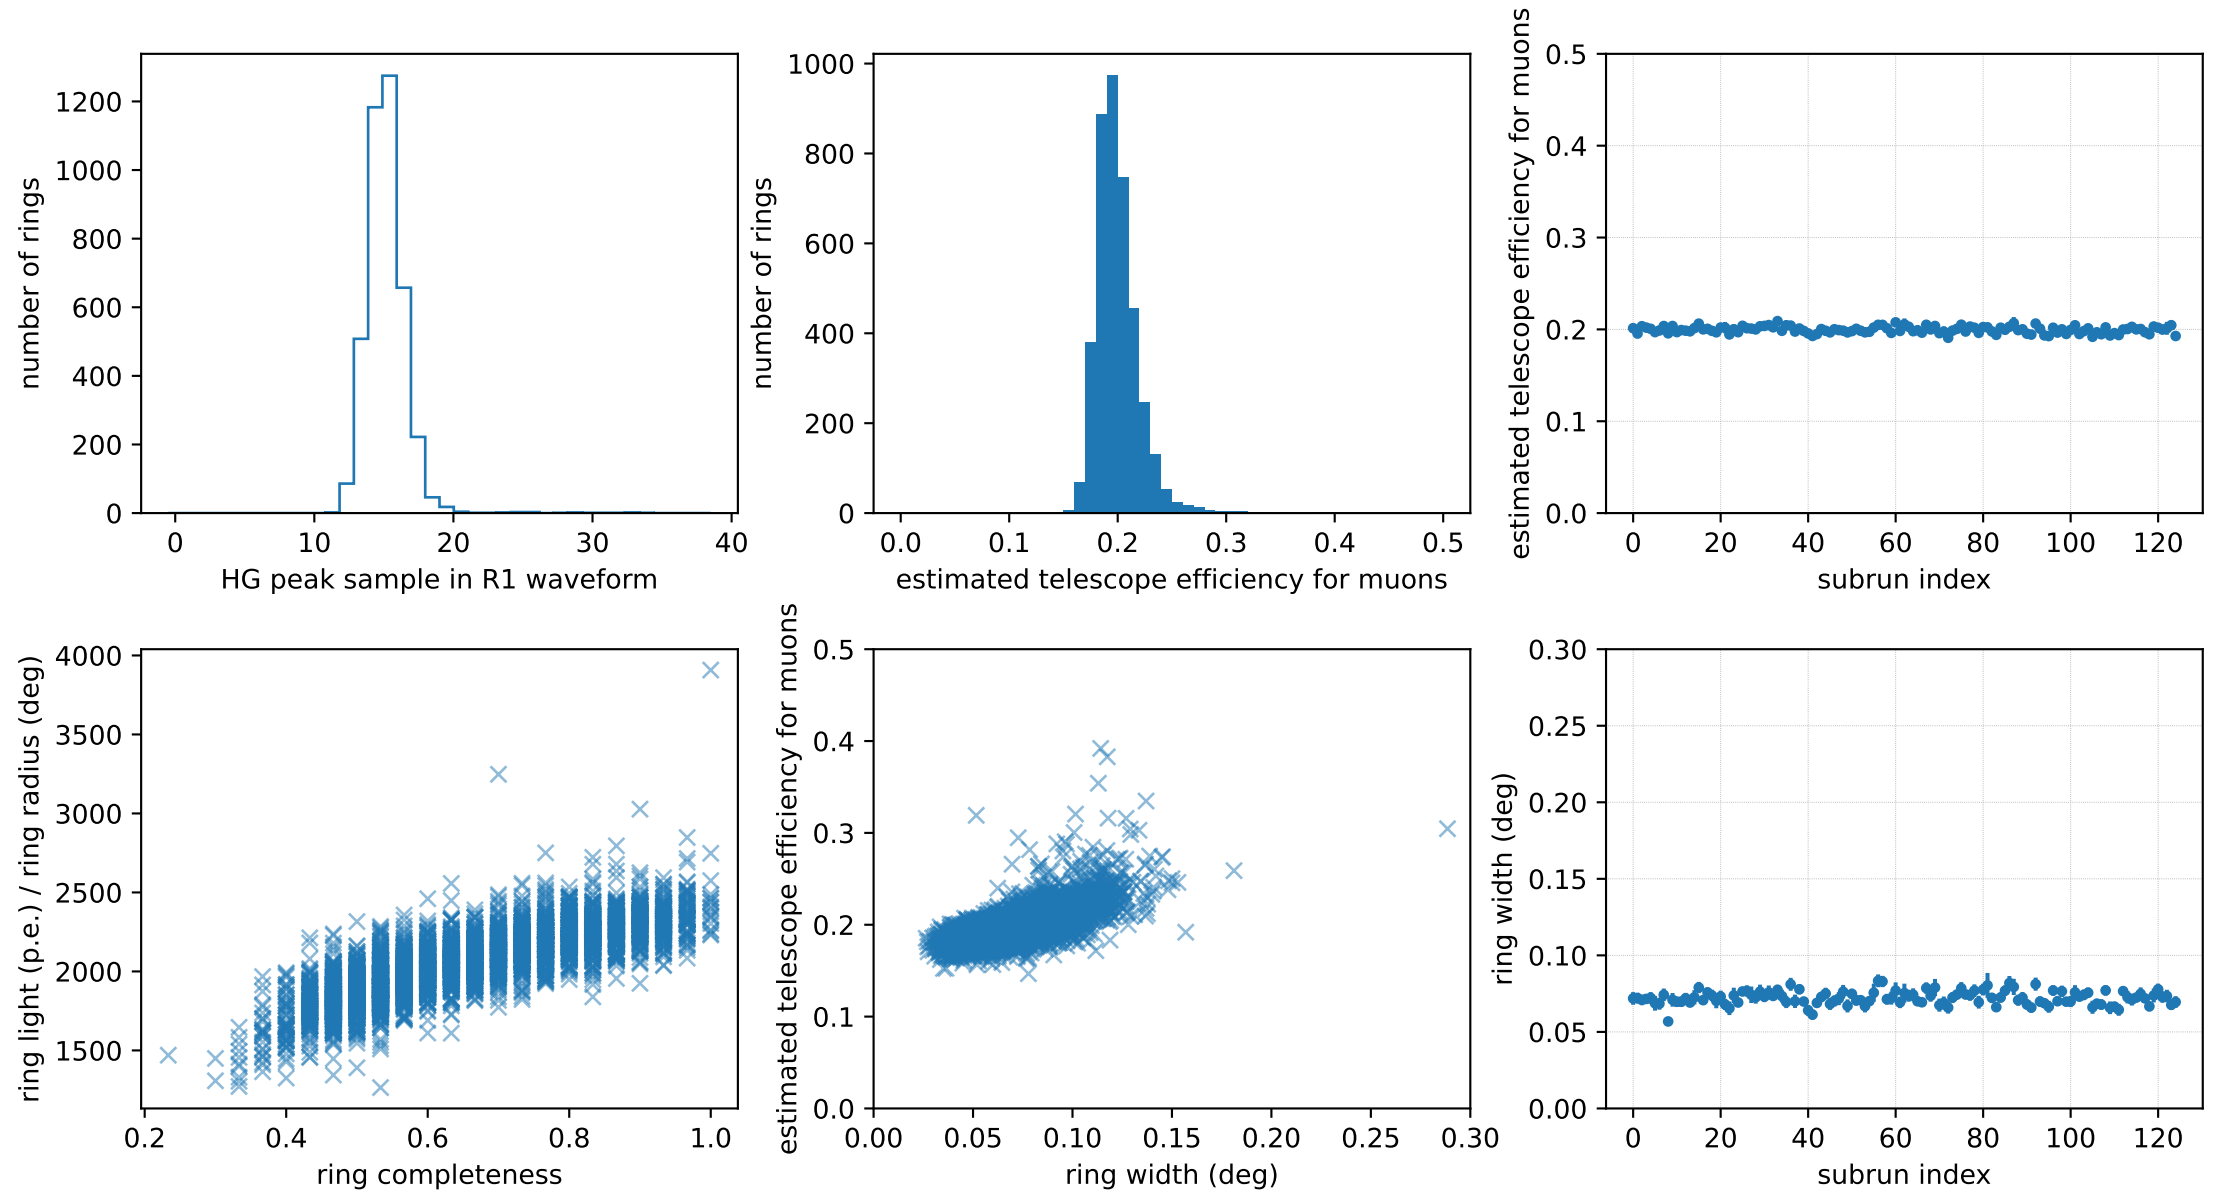 number of rings
1200
1000
800
600
400
200
0
0 10 20 30 40
HG peak sample in R1 waveform
number of rings
1000
800
600
400
200
0
0.0 0.1 0.2 0.3 0.4 0.5
estimated telescope efficiency for muons
estimated telescope efficiency for muons
0.5
0.4
0.3
0.2
0.1
0.0
0 20 40 60 80 100 120
subrun index
ring light (p.e.) / ring radius (deg)
4000
3500
3000
2500
2000
1500
0.2 0.4 0.6 0.8 1.0
ring completeness
estimated telescope efficiency for muons
0.5
0.4
0.3
0.2
0.1
0.0
0.00 0.05 0.10 0.15 0.20 0.25 0.30
ring width (deg)
ring width (deg)
0.30
0.25
0.20
0.15
0.10
0.05
0.00
0 20 40 60 80 100 120
subrun index